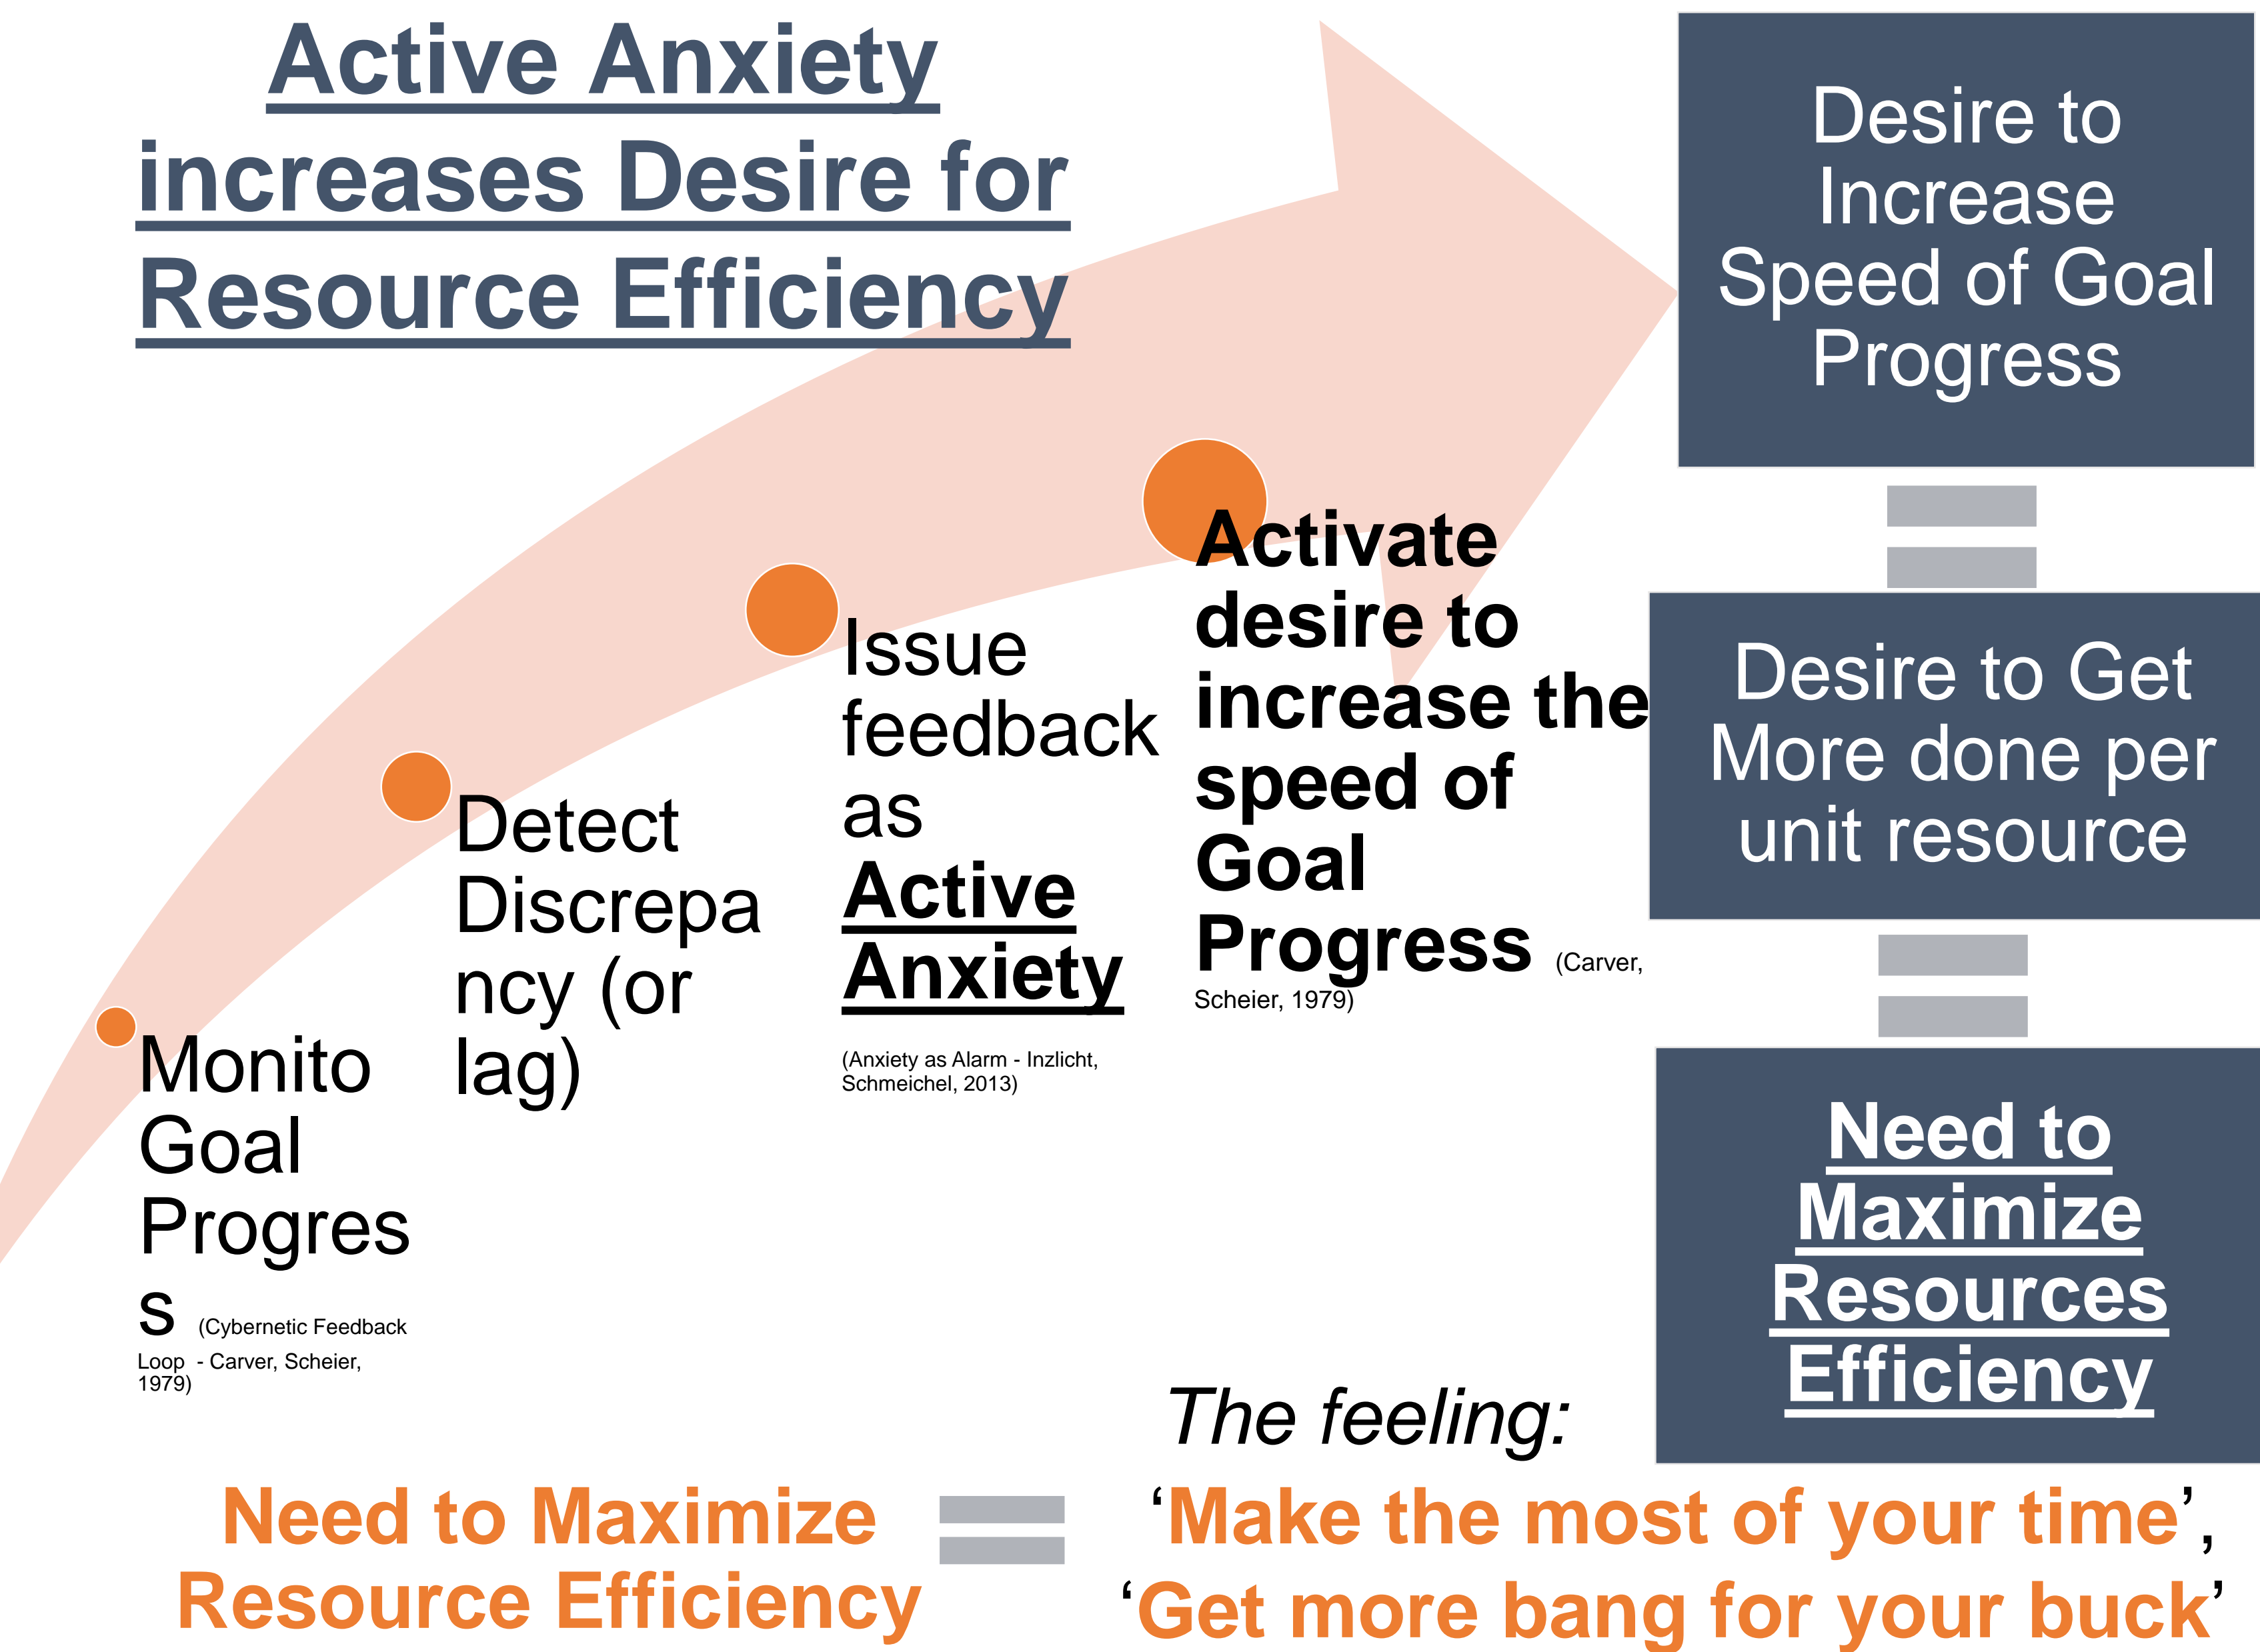 Active Anxiety
increases Desire for
Resource Efficiency
Monito
Goal
Progres
s (Cybernetic Feedback
Loop - Carver, Scheier,
1979)
Detect
Discrepa
ncy (or
lag)
Issue
feedback
as
Active
Anxiety
(Anxiety as Alarm - Inzlicht,
Schmeichel, 2013)
Activate
desire to
increase the
speed of
Goal
Progress (Carver,
Scheier, 1979)
Desire to
Increase
Speed of Goal
Progress
Desire to Get
More done per
unit resource
Need to
Maximize
Resources
Efficiency
Need to Maximize
Resource Efficiency
The feeling:
‘Make the most of your time’,
‘Get more bang for your buck’